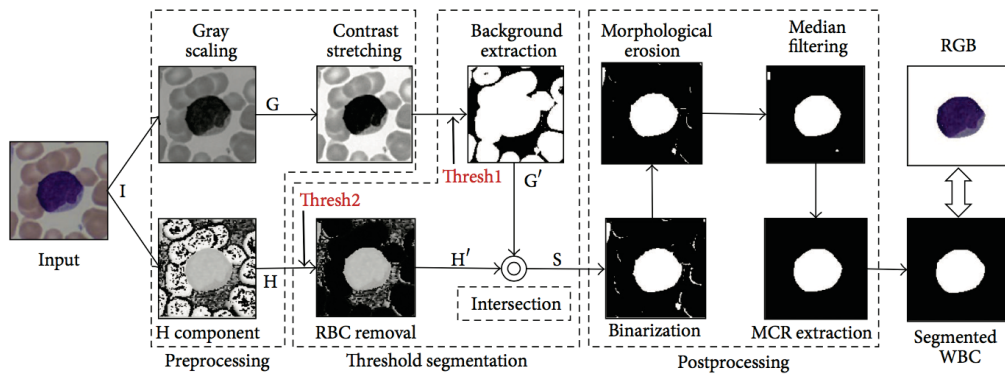 Gray
scaling
Contrast
stretching
Background
extraction
Morphological
erosion
Median
filtering
RGB
G
I
Thresh1
G′
Thresh2
Input
H
H′
S
Intersection
H component
RBC removal
Binarization
MCR extraction
Segmented
WBC
Preprocessing
Threshold segmentation
Postprocessing